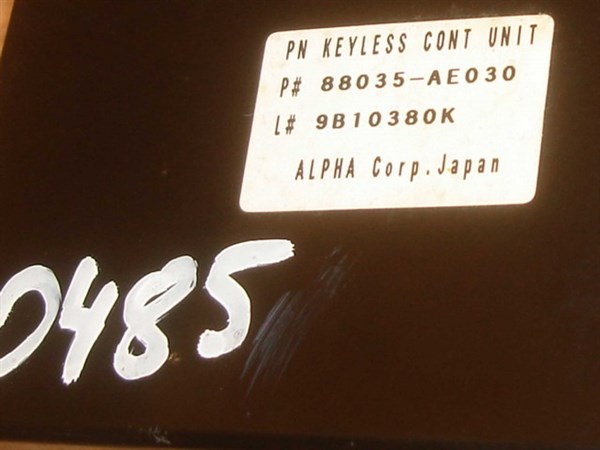 PN KEYLESS CONT UNIT
P# 88035-AE030
L# 9B10380K
ALPHA Corp.Japan
0485